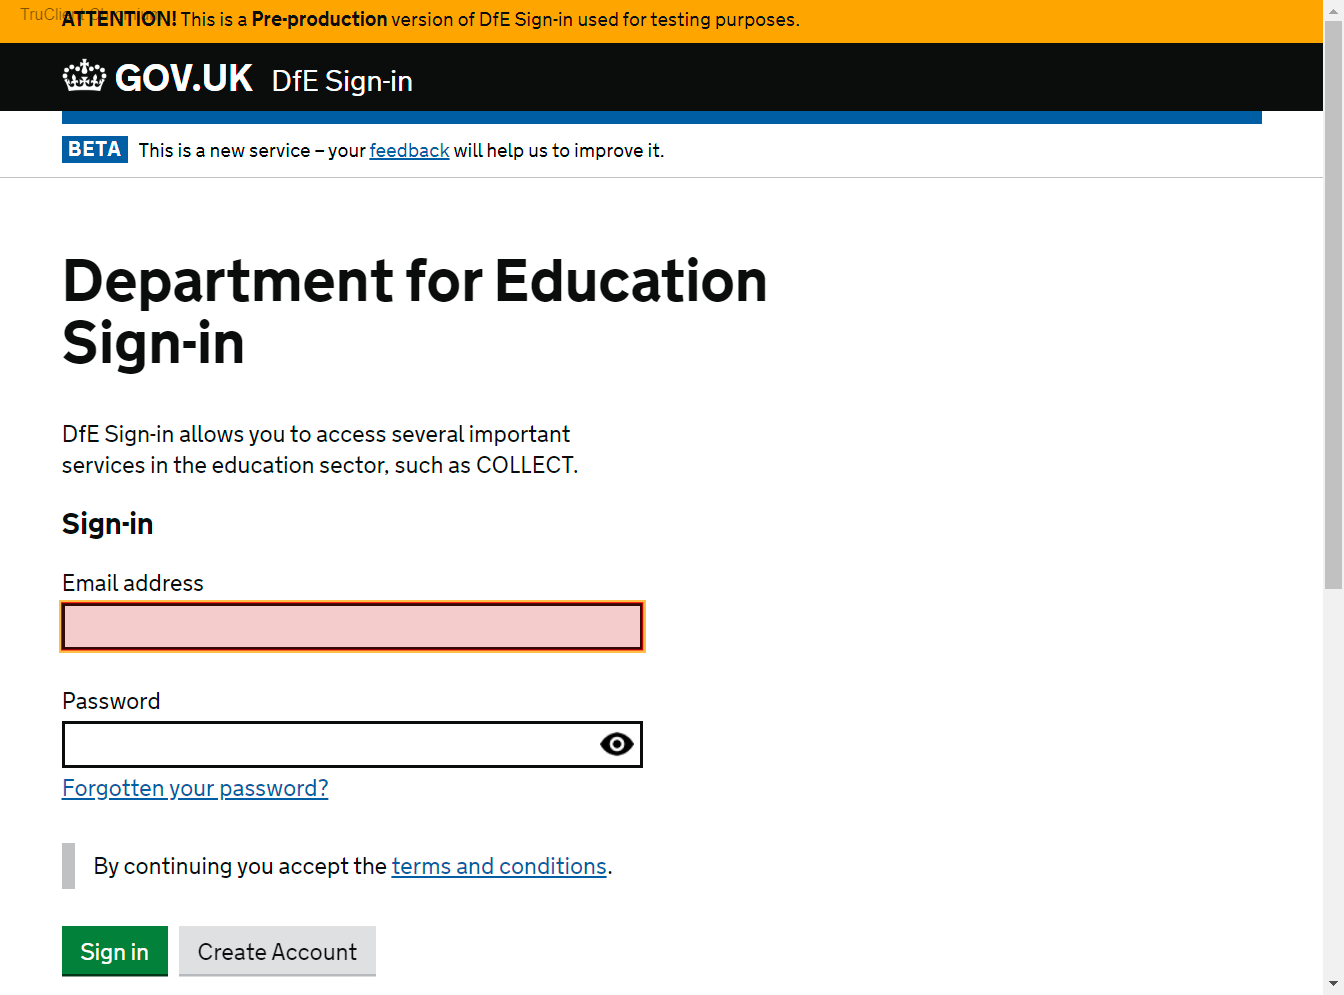 TruClient Chromium
ATTENTION! This is a Pre-production version of DfE Sign-in used for testing purposes.
GOV.UK DfE Sign-in
BETA This is a new service – your feedback will help us to improve it.
Department for Education
Sign-in
DfE Sign-in allows you to access several important
services in the education sector, such as COLLECT.
Sign-in
Email address
Password
Forgotten your password?
By continuing you accept the terms and conditions.
Sign in Create Account